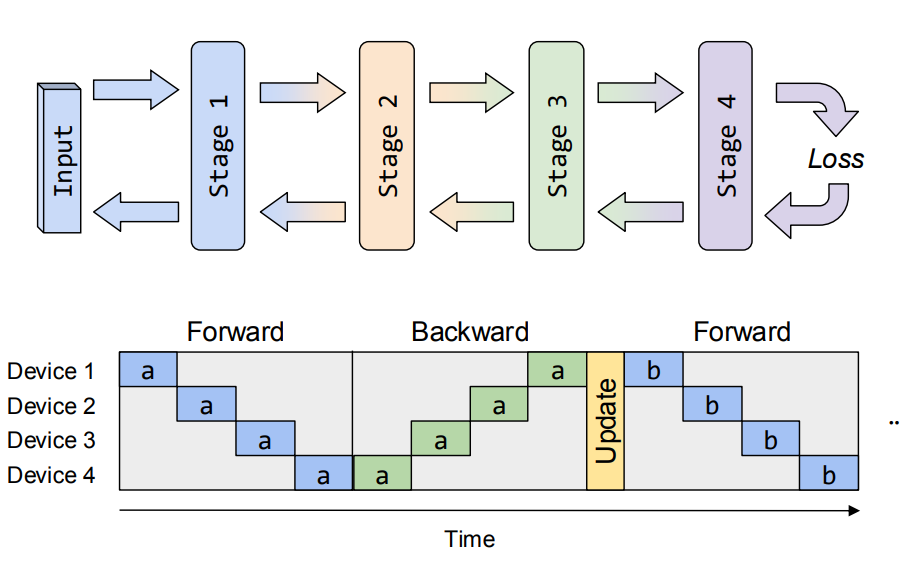 Input
Stage 1
Stage 2
Stage 3
Stage 4
Loss
Forward Backward Forward
Device 1 a a Update b
Device 2 a a b
Device 3 a a b
Device 4 a a b
..
Time